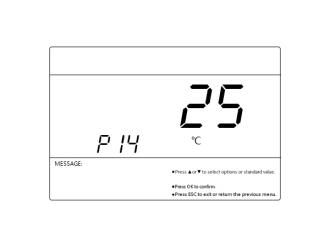 25
P14 ℃
MESSAGE:
●Press ▲or▼ to select options or standard value.
●Press OK to confirm.
●Press ESC to exit or return the previous menu.